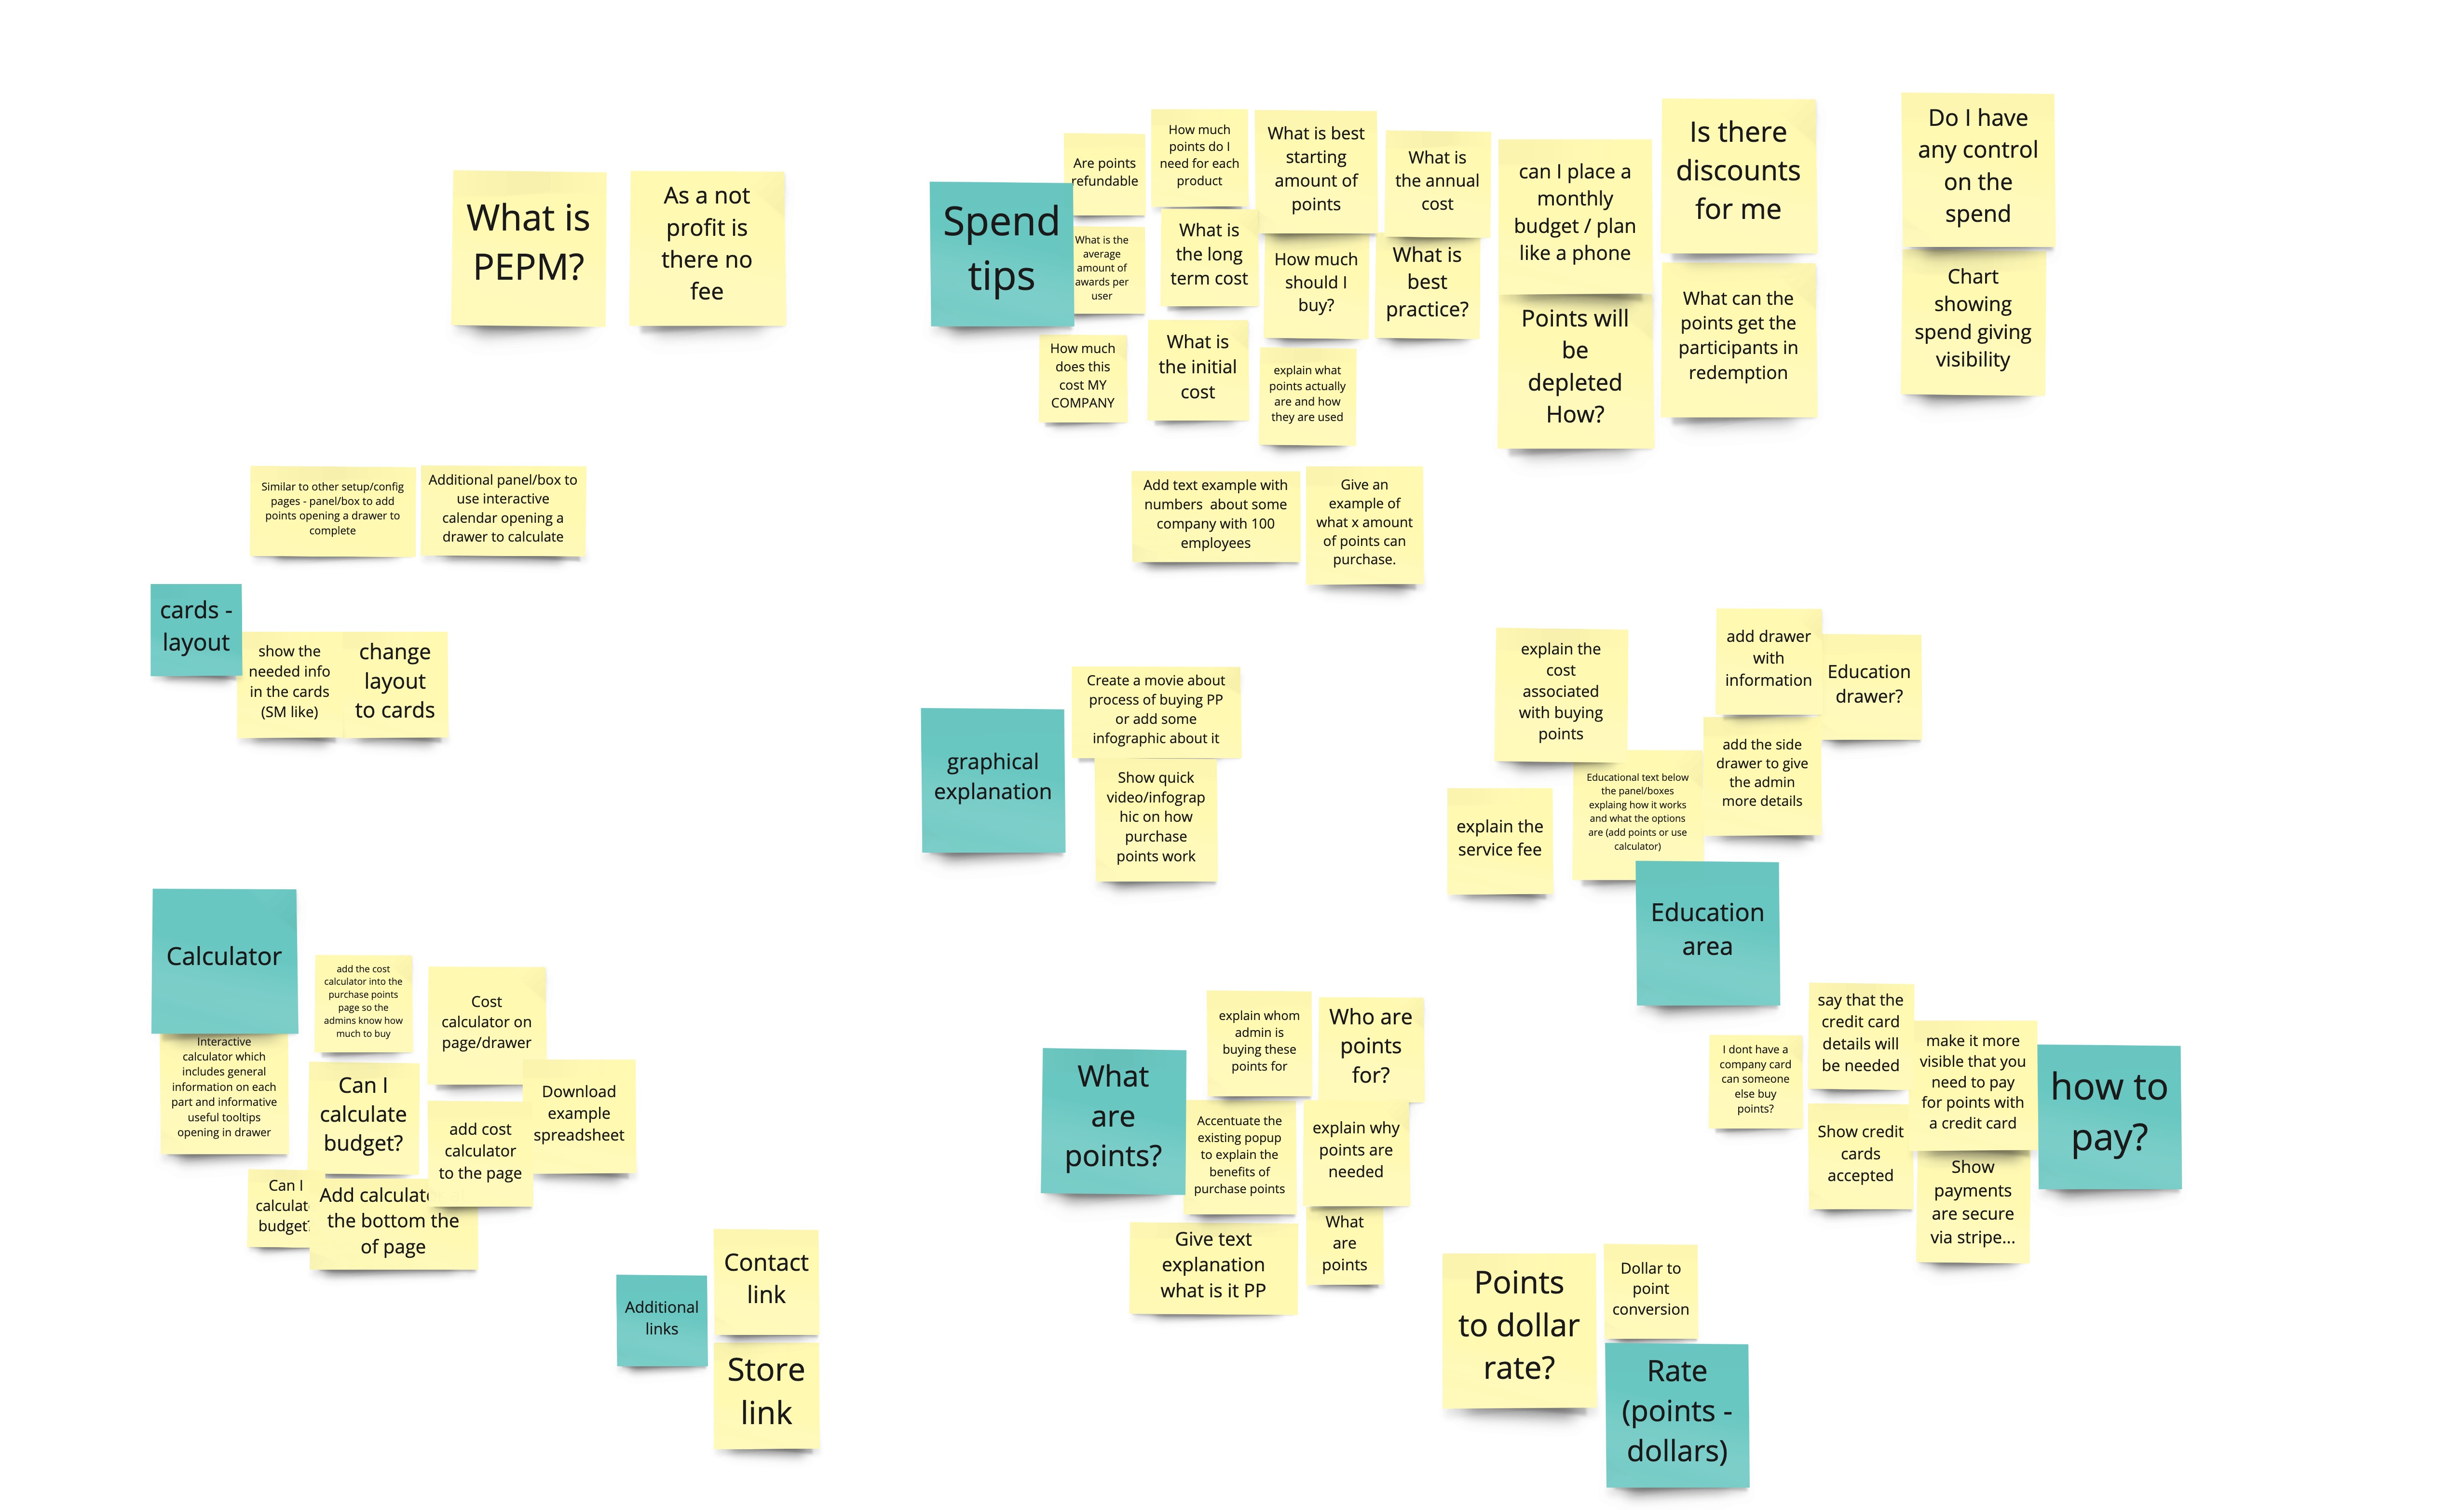 What is
PEPM?
As a not
profit is
there no
fee
Spend
tips
Are points
refundable
How much
points do I
need for each
product
What is best
starting
amount of
points
What is
the annual
cost
What is the
average
amount of
awards per
user
What is
the long
term cost
How much
should I
buy?
What is
best
practice?
How much
does this
cost MY
COMPANY
What is
the initial
cost
explain what
points actually
are and how
they are used
can I place a
monthly
budget / plan
like a phone
Points will
be
depleted
How?
Is there
discounts
for me
What can the
points get the
participants in
redemption
Do I have
any control
on the
spend
Chart
showing
spend giving
visibility
Similar to other setup/config
pages - panel/box to add
points opening a drawer to
complete
Additional panel/box to
use interactive
calendar opening a
drawer to calculate
Add text example with
numbers about some
company with 100
employees
Give an
example of
what x amount
of points can
purchase.
cards -
layout
show the
needed info
in the cards
(SM like)
change
layout
to cards
graphical
explanation
Create a movie about
process of buying PP
or add some
infographic about it
Show quick
video/infograp
hic on how
purchase
points work
explain the
cost
associated
with buying
points
add drawer
with
information
Education
drawer?
add the side
drawer to give
the admin
more details
Educational text below
the panel/boxes
explaing how it works
and what the options
are (add points or use
calculator)
explain the
service fee
Education
area
Calculator
add the cost
calculator into the
purchase points
page so the
admins know how
much to buy
Cost
calculator on
page/drawer
Interactive
calculator which
includes general
information on each
part and informative
useful tooltips
opening in drawer
Can I
calculate
budget?
Download
example
spreadsheet
add cost
calculator
to the page
Can I
calculat
budget?
Add calculat
the bottom the
of page
Additional
links
Contact
link
Store
link
What
are
points?
explain whom
admin is
buying these
points for
Who are
points
for?
Accentuate the
existing popup
to explain the
benefits of
purchase points
explain why
points are
needed
Give text
explanation
what is it PP
What
are
points
I dont have a
company card
can someone
else buy
points?
say that the
credit card
details will
be needed
make it more
visible that you
need to pay
for points with
a credit card
how to
pay?
Show credit
cards
accepted
Show
payments
are secure
via stripe...
Points
to dollar
rate?
Dollar to
point
conversion
Rate
(points -
dollars)